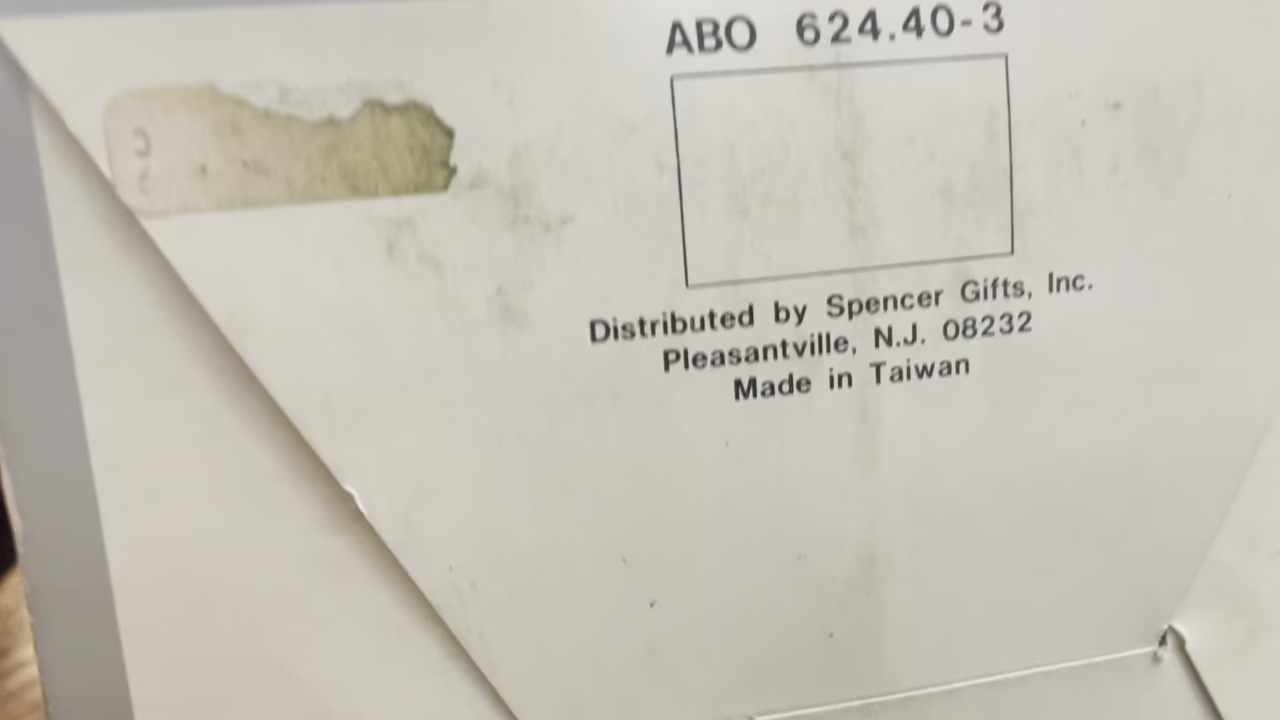 ABO 624.40-3
Distributed by Spencer Gifts, Inc.
Pleasantville, N.J. 08232
Made in Taiwan